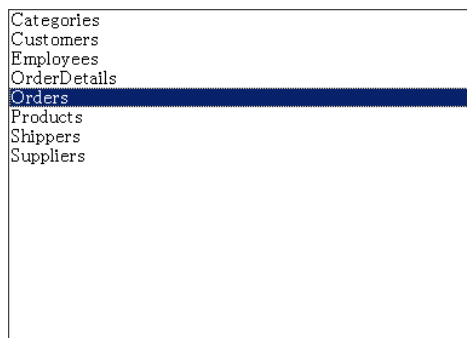 Categories
Customers
Employees
OrderDetails
Orders
Products
Shippers
Suppliers